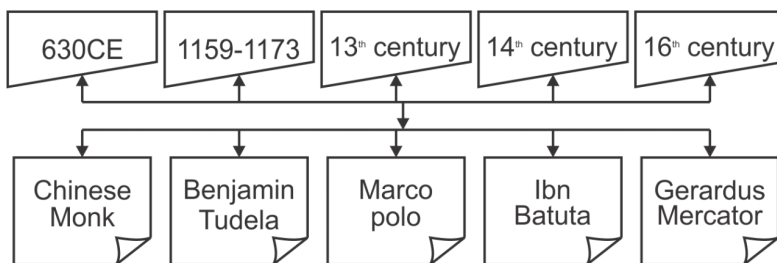 630CE
1159-1173
13th century
14th century
16th century
Chinese
Monk
Benjamin
Tudela
Marco
polo
Ibn
Batuta
Gerardus
Mercator